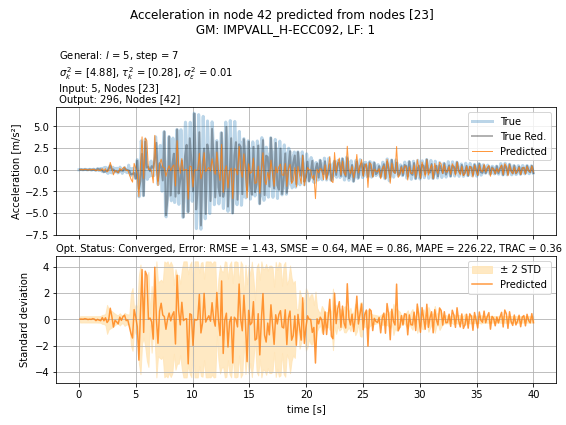 Acceleration in node 42 predicted from nodes [23]
GM: IMPVALL_H-ECC092, LF: 1
General: l = 5, step = 7
σ²ₖ = [4.88], τ²ₖ = [0.28], σ²ε = 0.01
Input: 5, Nodes [23]
Output: 296, Nodes [42]
Acceleration [m/s²]
5.0
2.5
0.0
−2.5
−5.0
−7.5
True
True Red.
Predicted
Opt. Status: Converged, Error: RMSE = 1.43, SMSE = 0.64, MAE = 0.86, MAPE = 226.22, TRAC = 0.36
Standard deviation
4
2
0
−2
−4
± 2 STD
Predicted
0 5 10 15 20 25 30 35 40
time [s]